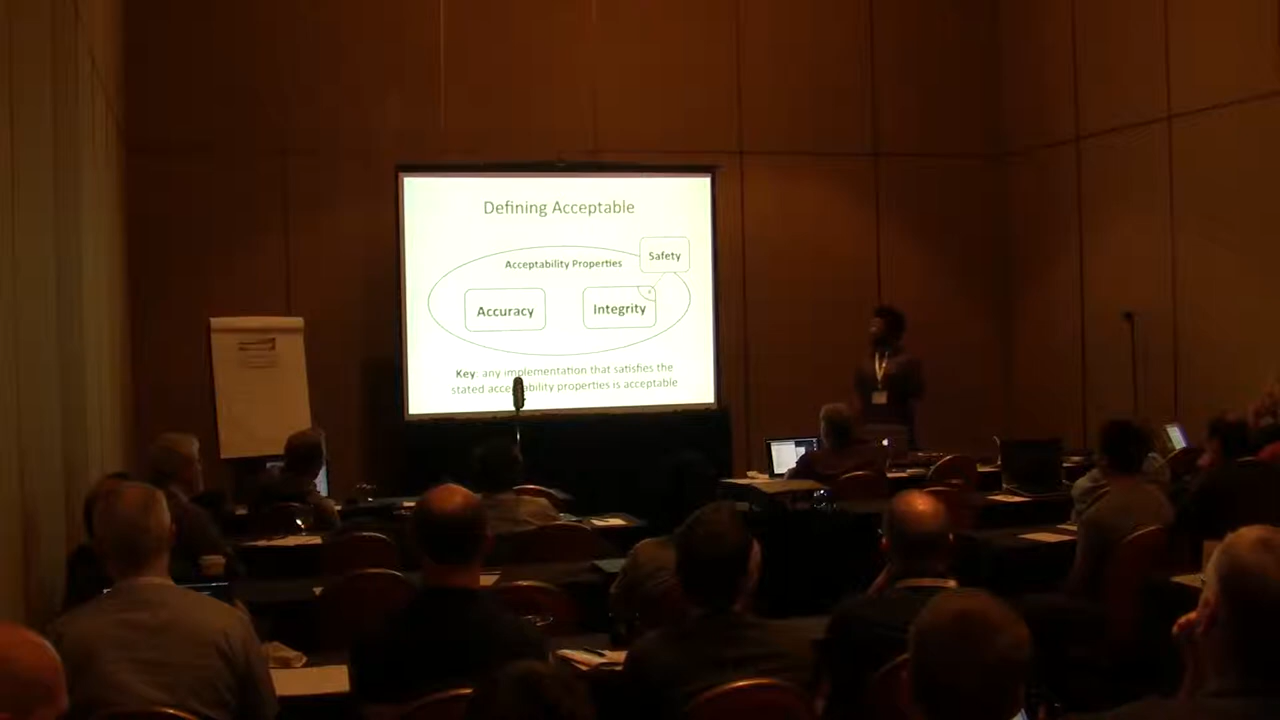 Defining Acceptable
Safety
Acceptability Properties
Accuracy
Integrity
Key: any implementation that satisfies the
stated acceptability properties is acceptable